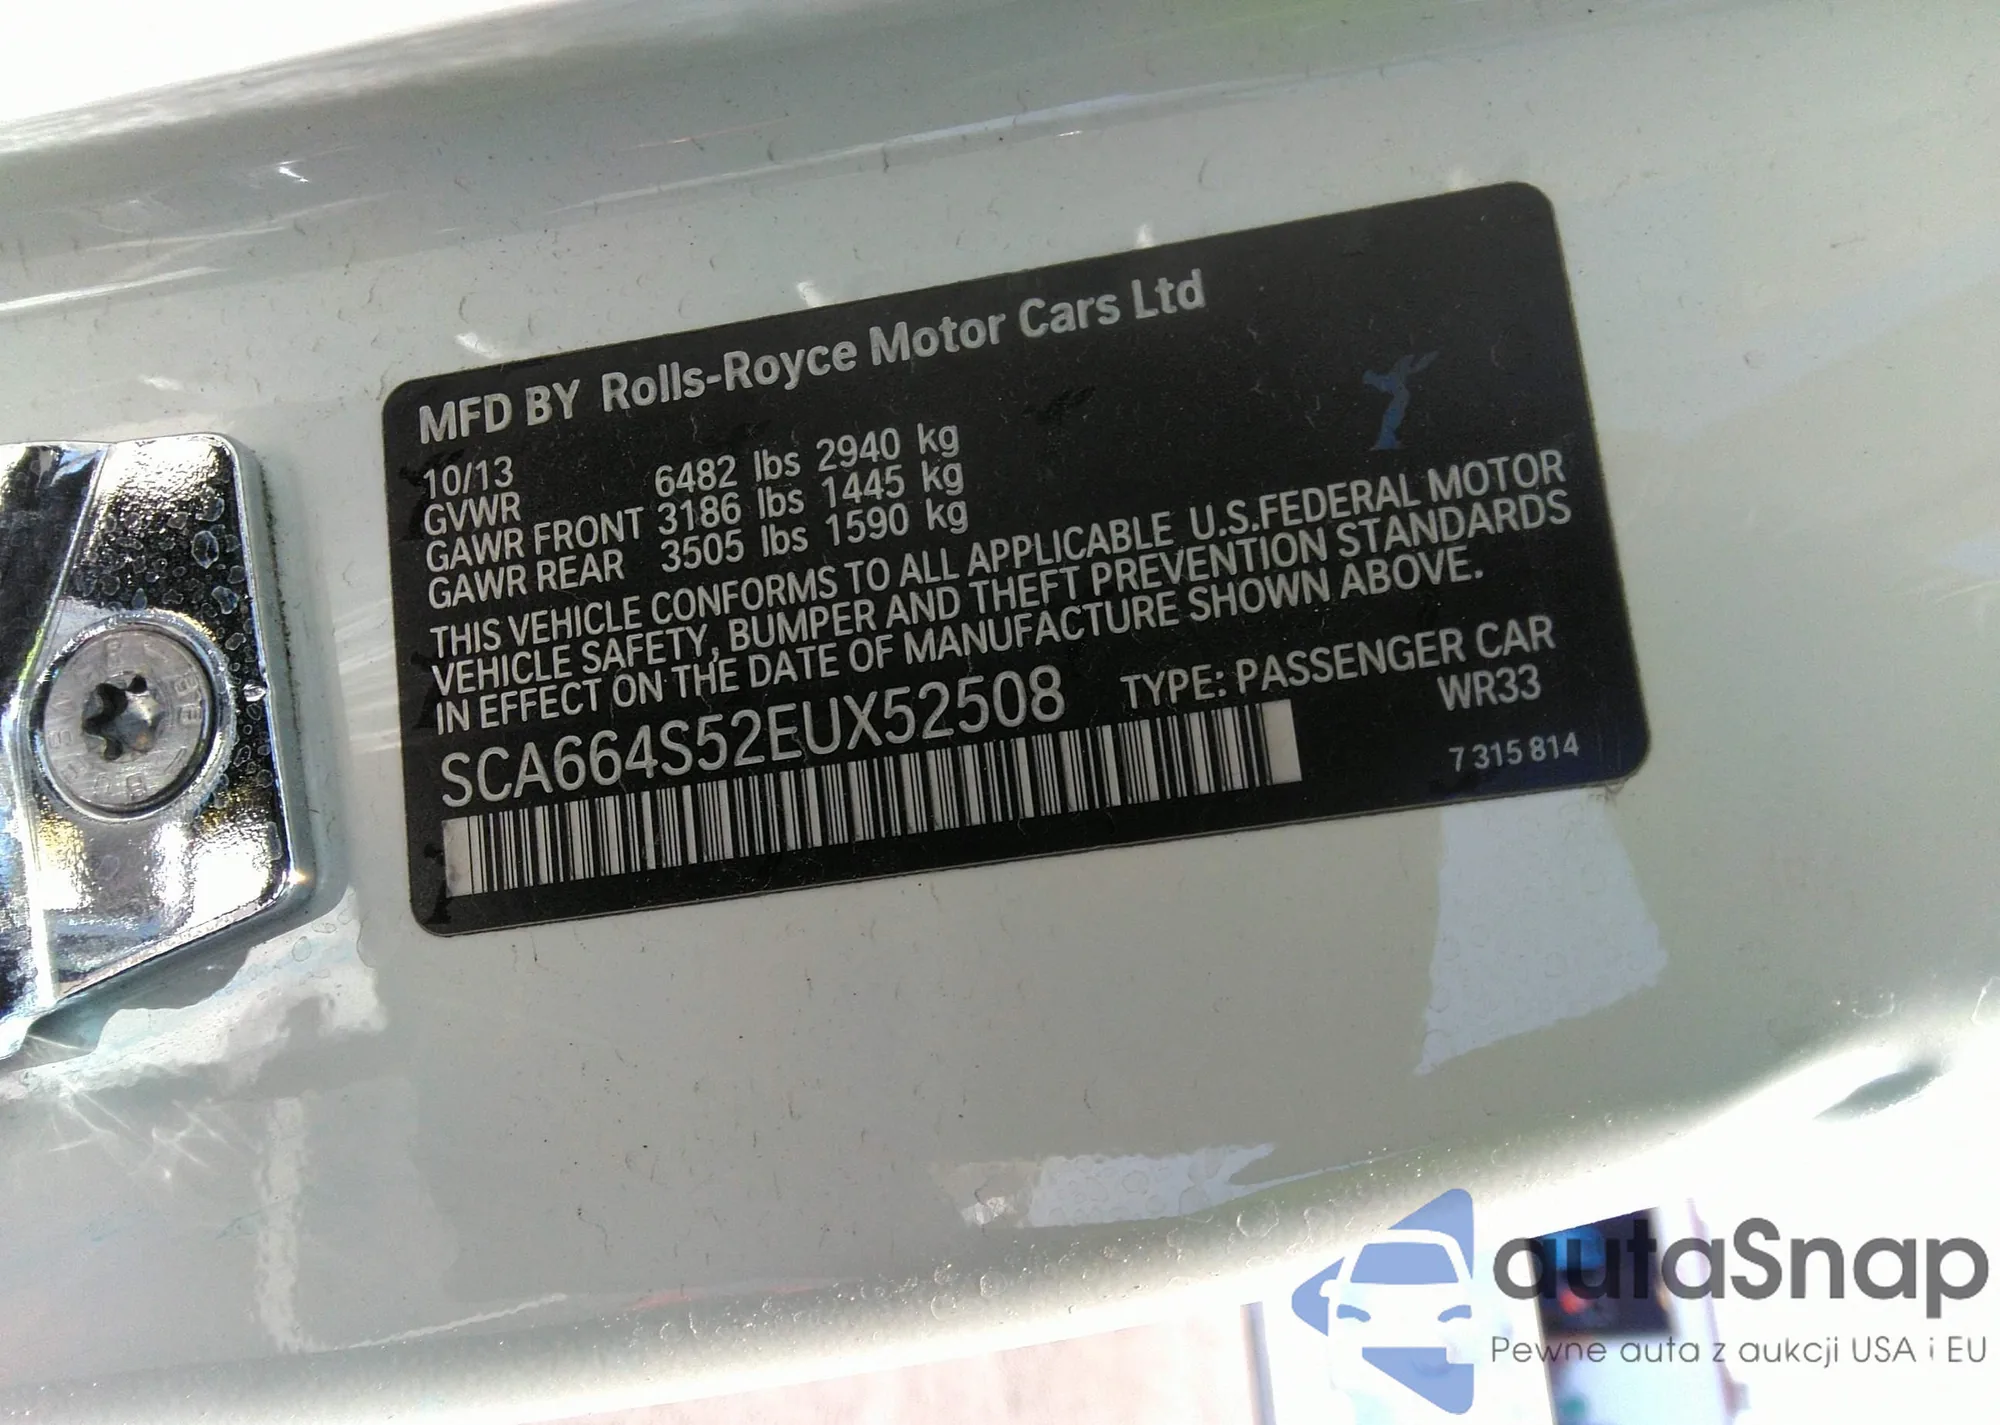 MFD BY Rolls-Royce Motor Cars Ltd
10/13
GVWR 6482 lbs 2940 kg
GAWR FRONT 3186 lbs 1445 kg
GAWR REAR 3505 lbs 1590 kg
THIS VEHICLE CONFORMS TO ALL APPLICABLE U.S.FEDERAL MOTOR
VEHICLE SAFETY, BUMPER AND THEFT PREVENTION STANDARDS
IN EFFECT ON THE DATE OF MANUFACTURE SHOWN ABOVE.
SCA664S52EUX52508 TYPE: PASSENGER CAR
WR33
7 315 814
autaSnap
Pewne auta z aukcji USA i EU